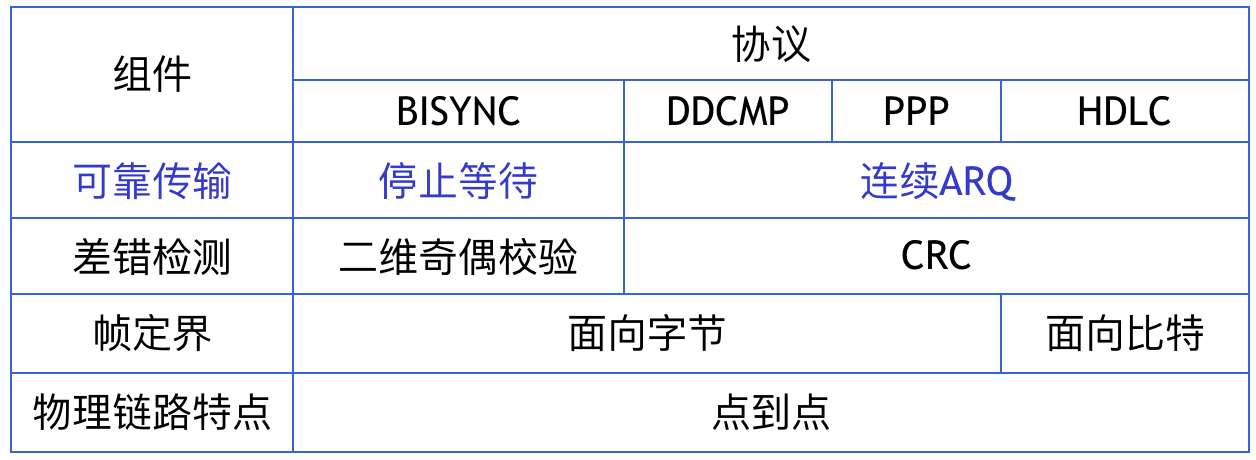 组件
协议
BISYNC
DDCMP
PPP
HDLC
可靠传输
停止等待
连续ARQ
差错检测
二维奇偶校验
CRC
帧定界
面向字节
面向比特
物理链路特点
点到点